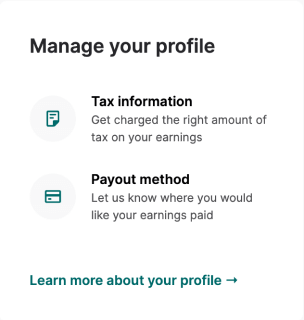 Manage your profile
Tax information
Get charged the right amount of
tax on your earnings
Payout method
Let us know where you would
like your earnings paid
Learn more about your profile →